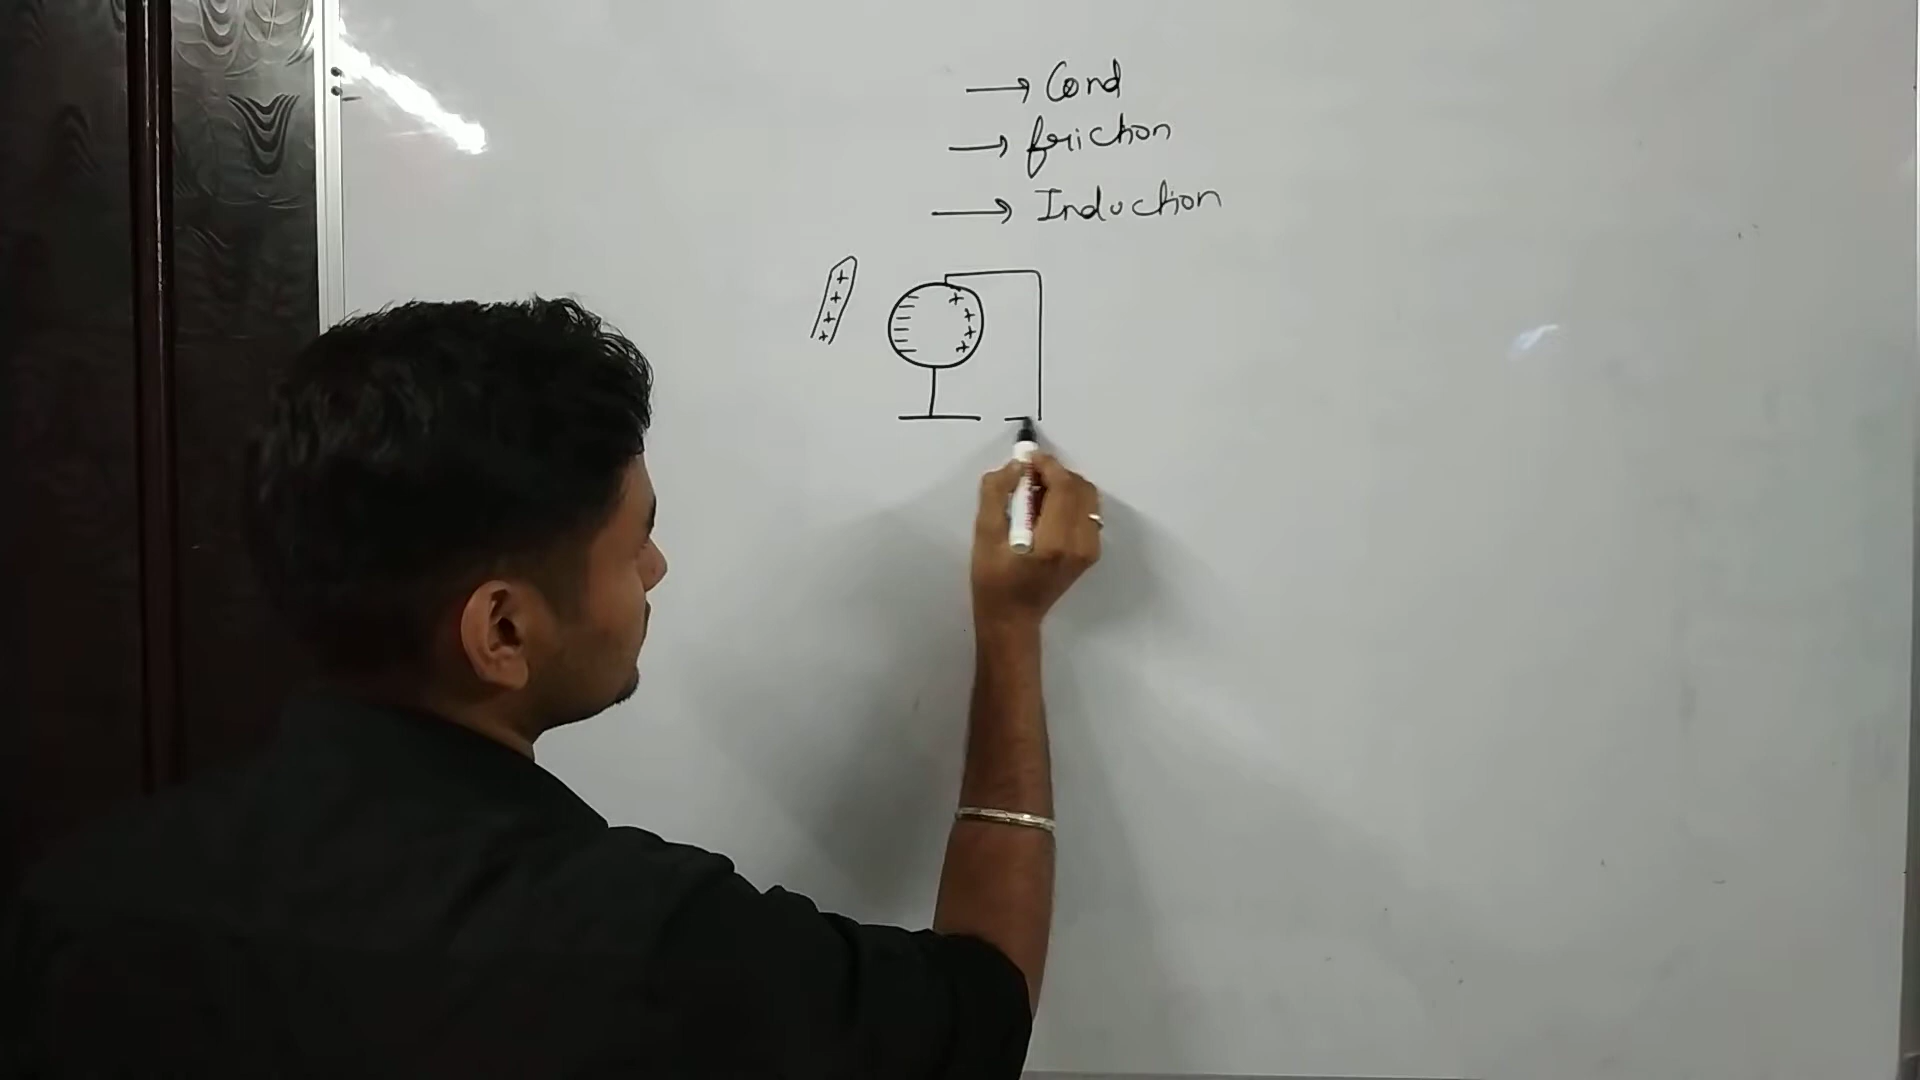 → Cond
→ friction
→ Induction
+ + + +
- - - - - + + + +